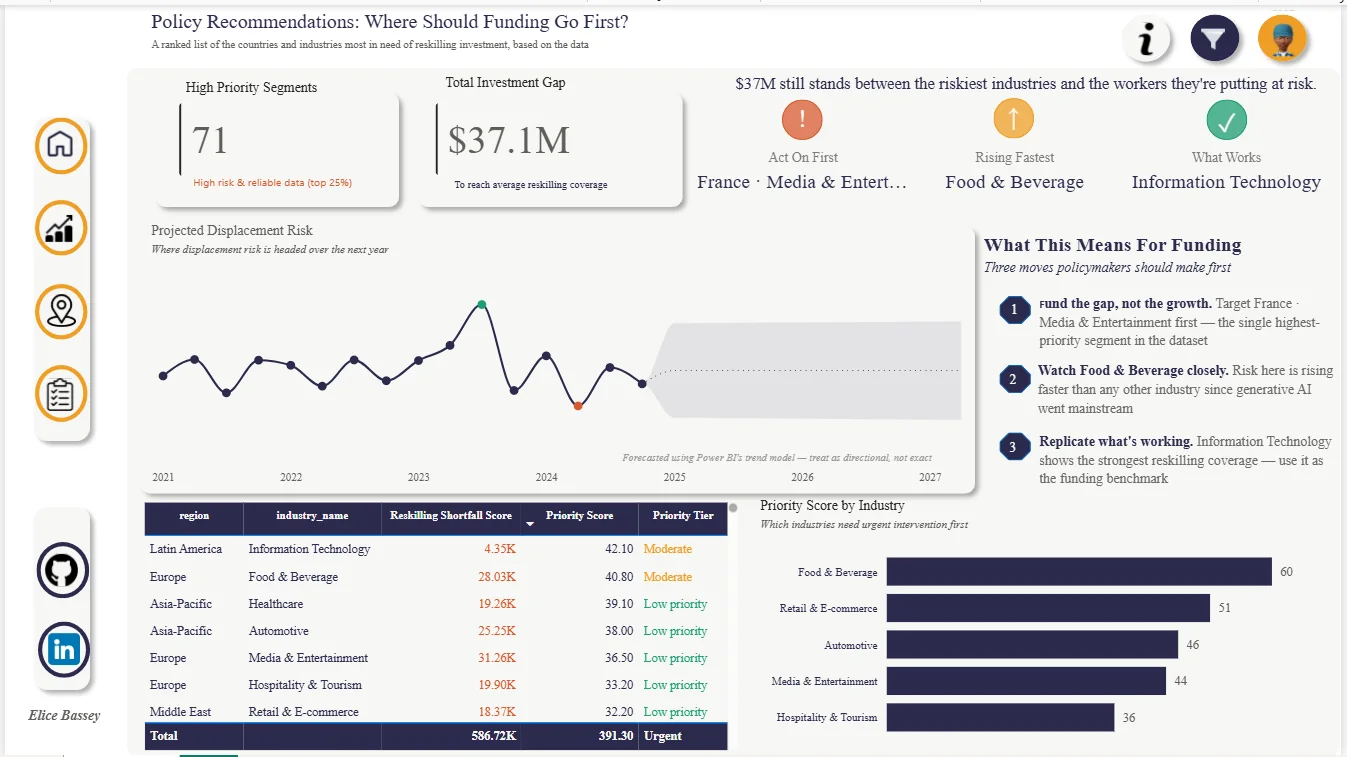 Policy Recommendations: Where Should Funding Go First?
A ranked list of the countries and industries most in need of reskilling investment, based on the data
i
High Priority Segments
71
High risk & reliable data (top 25%)
Total Investment Gap
$37.1M
To reach average reskilling coverage
$37M still stands between the riskiest industries and the workers they're putting at risk.
! ↑ ✓
Act On First Rising Fastest What Works
France · Media & Entert… Food & Beverage Information Technology
Projected Displacement Risk
Where displacement risk is headed over the next year
Forecasted using Power BI's trend model — treat as directional, not exact
2021 2022 2023 2024 2025 2026 2027
What This Means For Funding
Three moves policymakers should make first
1 Fund the gap, not the growth. Target France ·
Media & Entertainment first — the single highest-
priority segment in the dataset
2 Watch Food & Beverage closely. Risk here is rising
faster than any other industry since generative AI
went mainstream
3 Replicate what's working. Information Technology
shows the strongest reskilling coverage — use it as
the funding benchmark
region industry_name Reskilling Shortfall Score Priority Score Priority Tier
Latin America Information Technology 4.35K 42.10 Moderate
Europe Food & Beverage 28.03K 40.80 Moderate
Asia-Pacific Healthcare 19.26K 39.10 Low priority
Asia-Pacific Automotive 25.25K 38.00 Low priority
Europe Media & Entertainment 31.26K 36.50 Low priority
Europe Hospitality & Tourism 19.90K 33.20 Low priority
Middle East Retail & E-commerce 18.37K 32.20 Low priority
Total 586.72K 391.30 Urgent
Priority Score by Industry
Which industries need urgent intervention first
Food & Beverage 60
Retail & E-commerce 51
Automotive 46
Media & Entertainment 44
Hospitality & Tourism 36
in
Elice Bassey